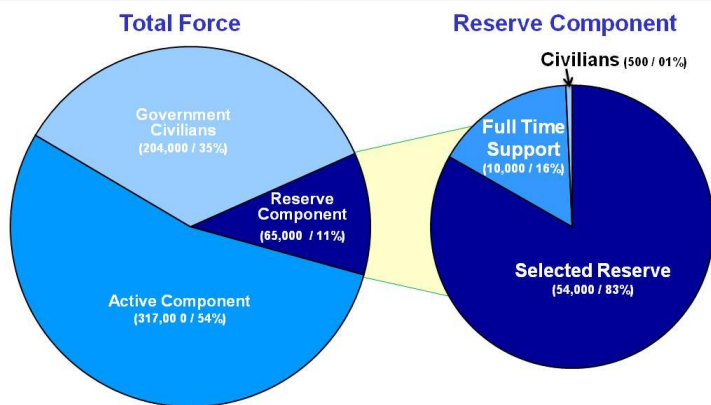 Total Force
Government
Civilians
(204,000 / 35%)
Reserve
Component
(65,000 / 11%)
Active Component
(317,00 0 / 54%)
Reserve Component
Civilians (500 / 01%)
Full Time
Support
(10,000 / 16%)
Selected Reserve
(54,000 / 83%)